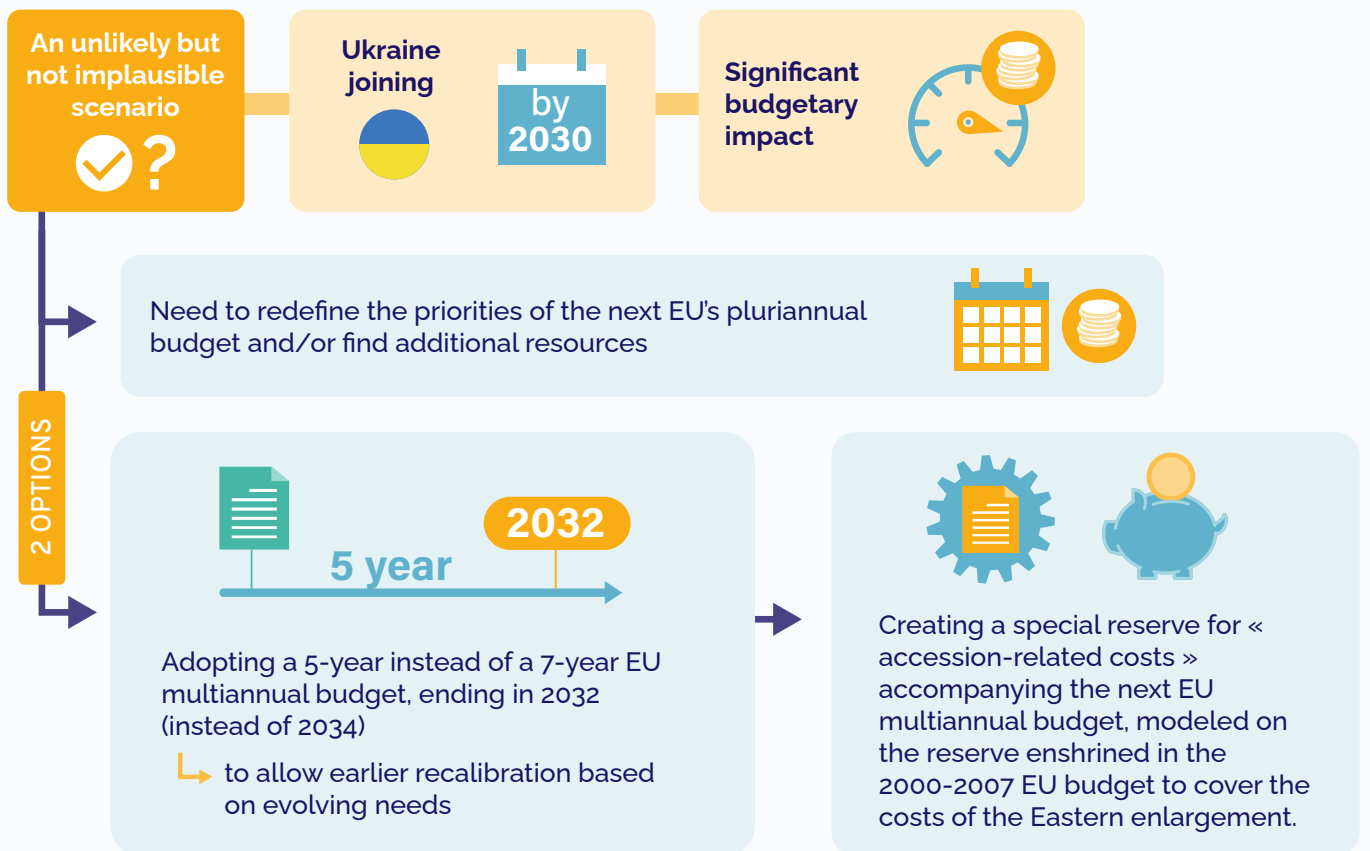 An unlikely but
not implausible
scenario
?
Ukraine
joining
by
2030
Significant
budgetary
impact
Need to redefine the priorities of the next EU’s pluriannual
budget and/or find additional resources
2 OPTIONS
5 year
2032
Adopting a 5-year instead of a 7-year EU
multiannual budget, ending in 2032
(instead of 2034)
to allow earlier recalibration based
on evolving needs
Creating a special reserve for «
accession-related costs »
accompanying the next EU
multiannual budget, modeled on
the reserve enshrined in the
2000-2007 EU budget to cover the
costs of the Eastern enlargement.